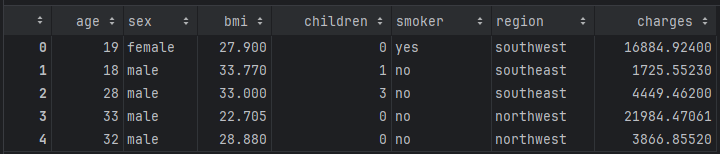 age sex bmi children smoker region charges
0 19 female 27.900 0 yes southwest 16884.92400
1 18 male 33.770 1 no southeast 1725.55230
2 28 male 33.000 3 no southeast 4449.46200
3 33 male 22.705 0 no northwest 21984.47061
4 32 male 28.880 0 no northwest 3866.85520